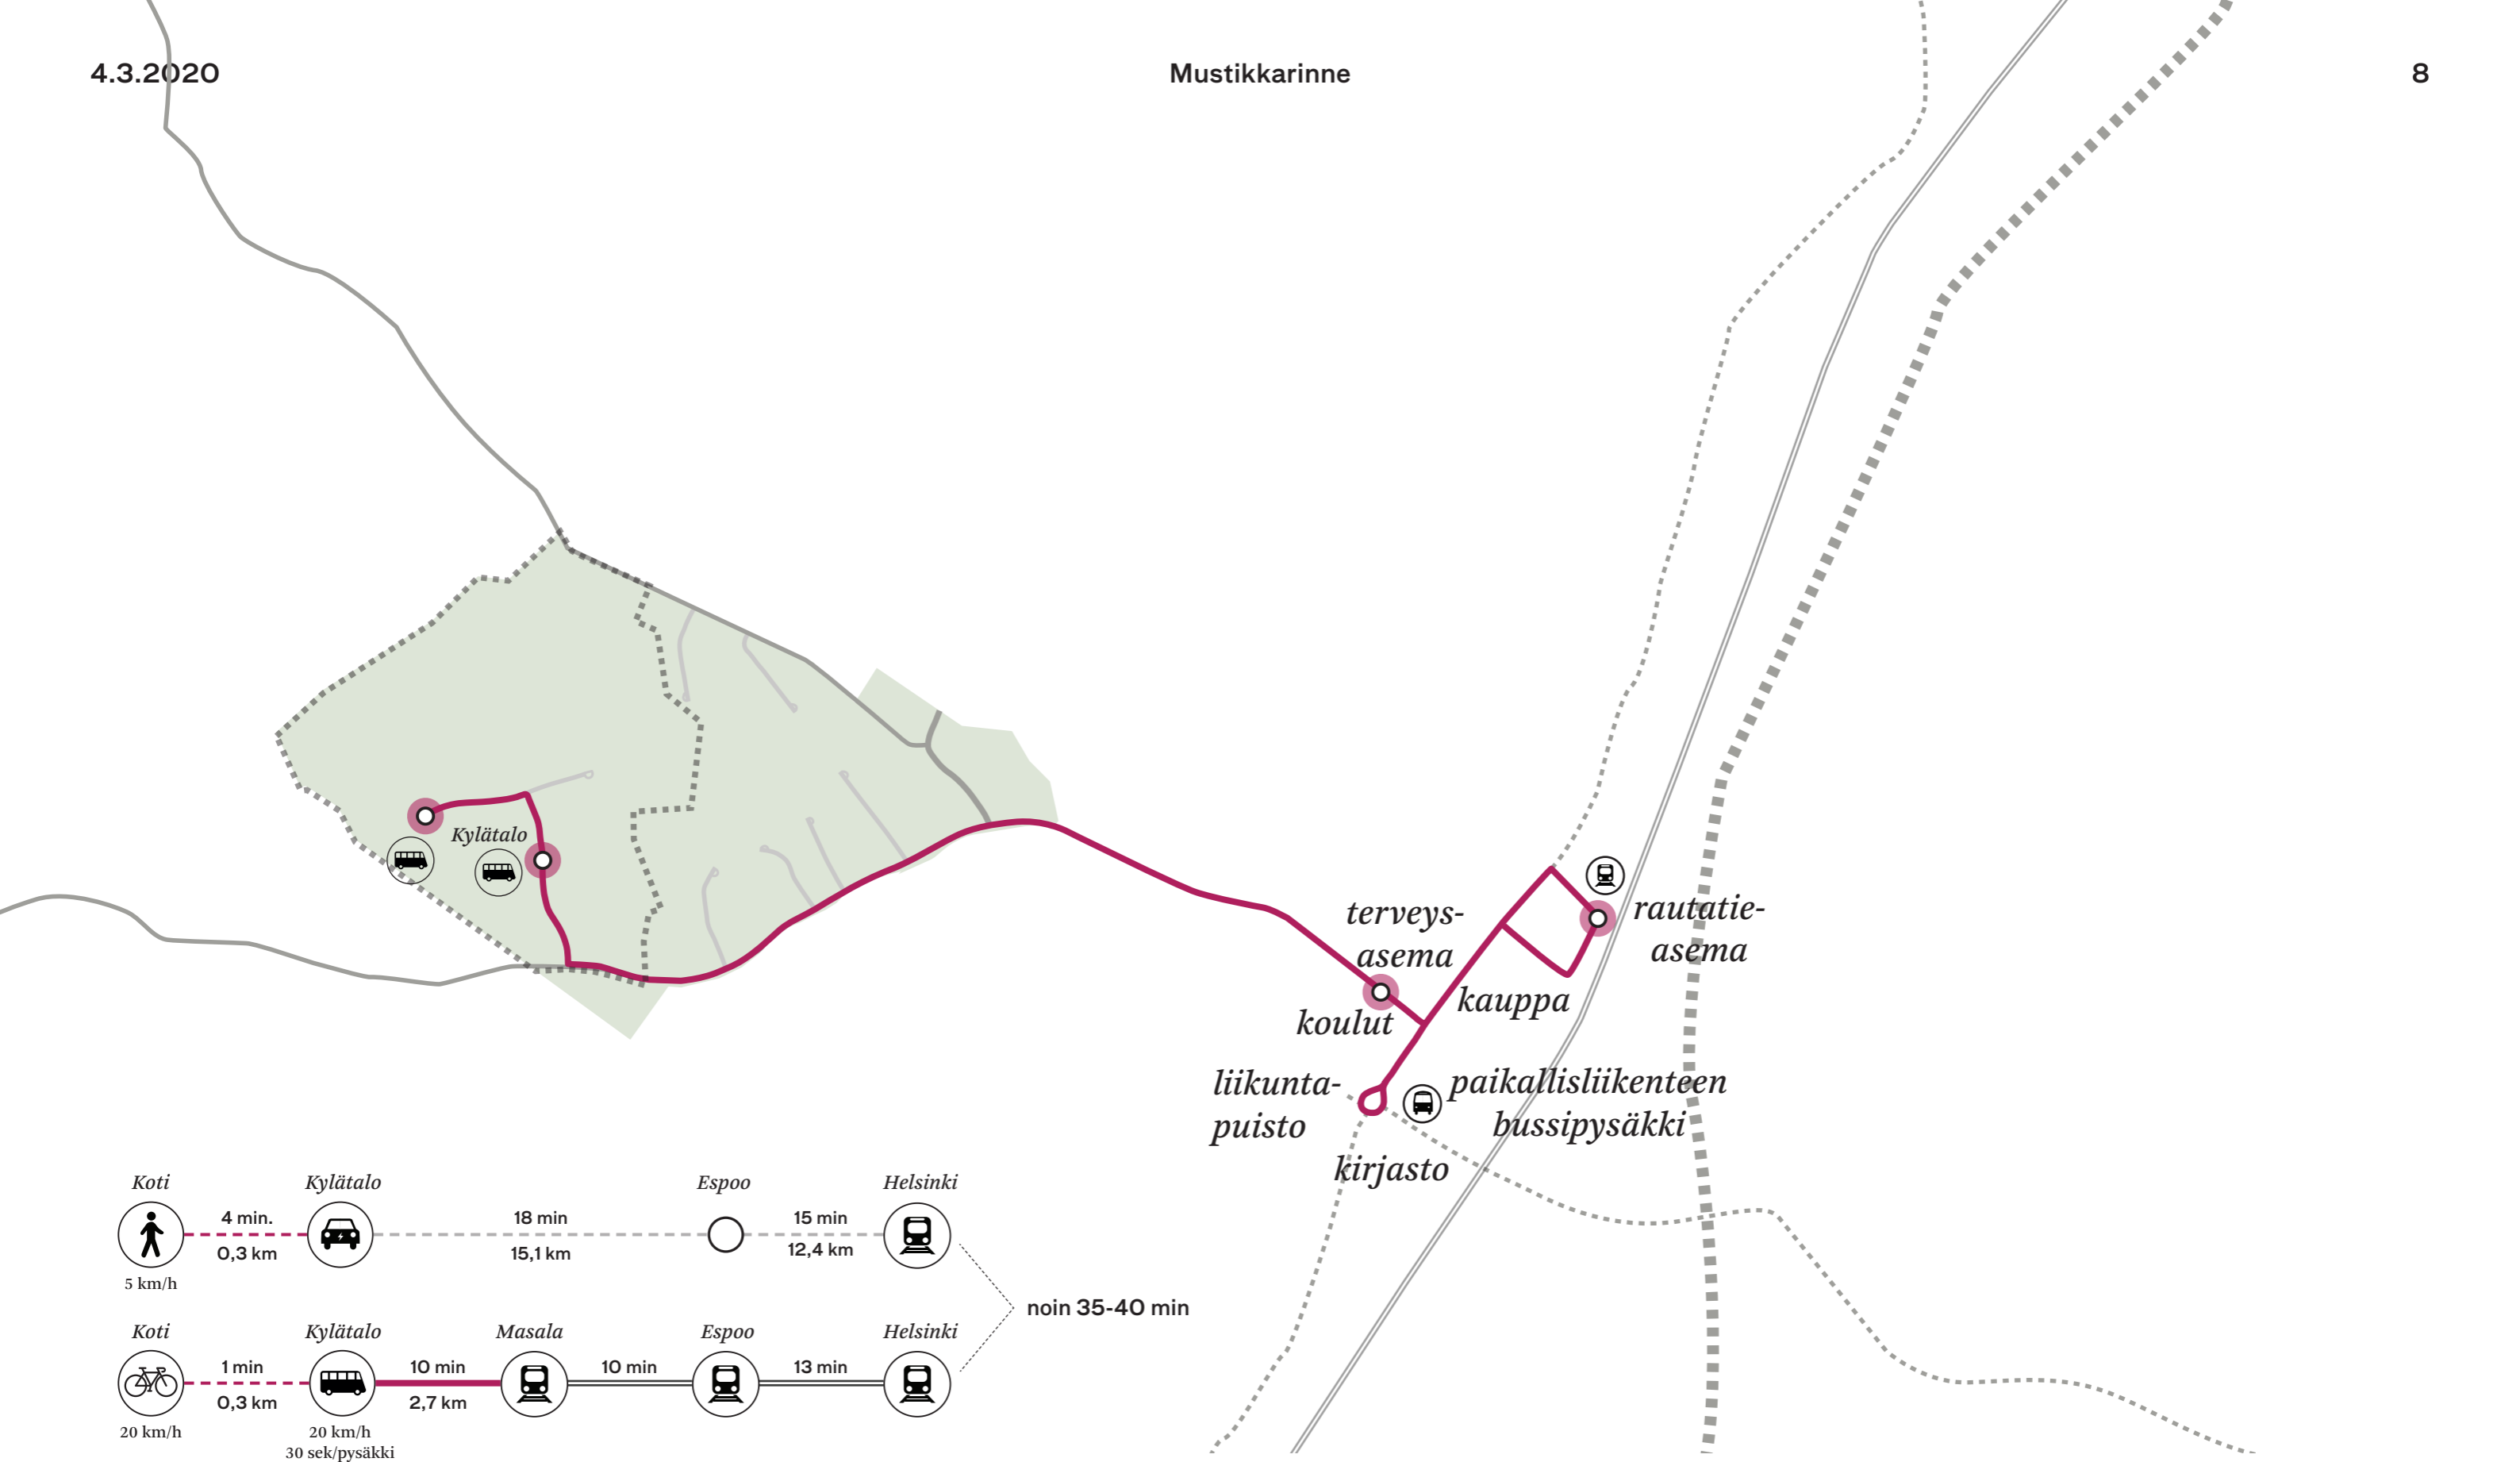 4.3.2020
Mustikkarinne
8
Kylätalo
terveys-
asema
rautatie-
asema
kauppa
koulut
liikunta-
puisto
paikallisliikenteen
bussipysäkki
kirjasto
Koti
Kylätalo
Espoo
Helsinki
4 min.
18 min
15 min
0,3 km
15,1 km
12,4 km
5 km/h
noin 35-40 min
Koti
Kylätalo
Masala
Espoo
Helsinki
1 min
10 min
10 min
13 min
0,3 km
2,7 km
20 km/h
20 km/h
30 sek/pysäkki